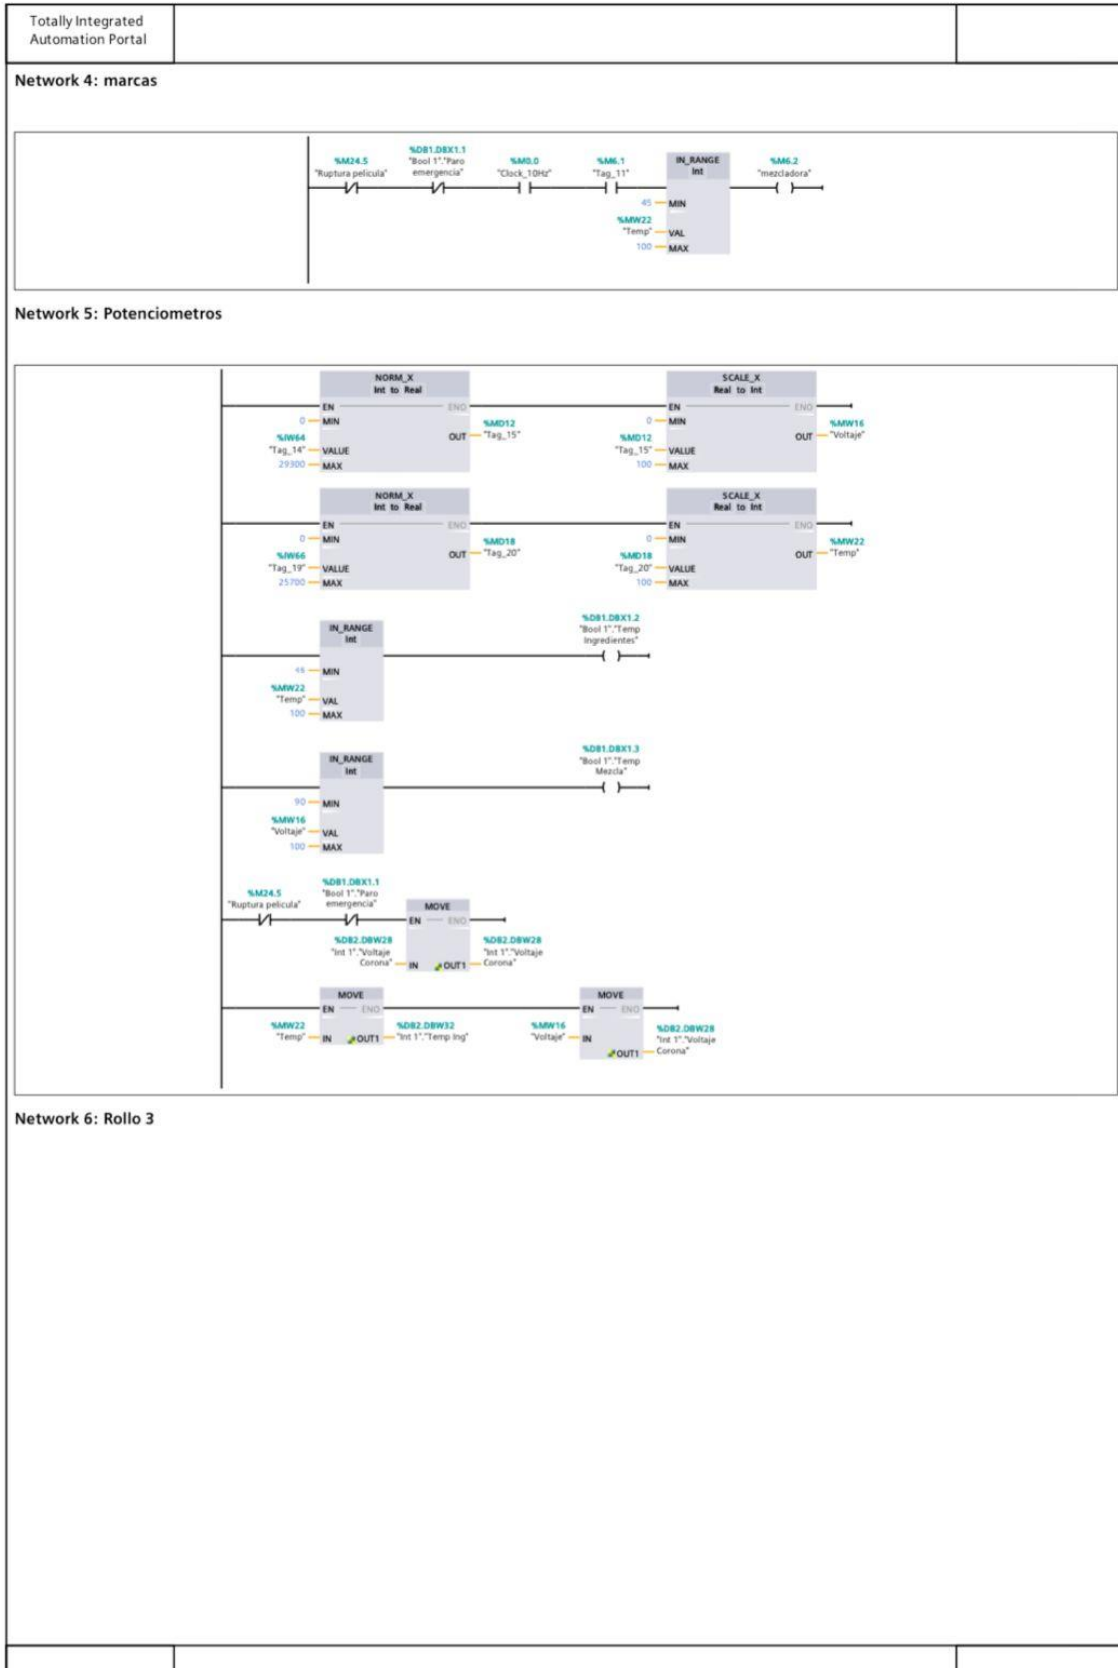 Totally Integrated
Automation Portal
Network 4: marcas
%M24.5
"Ruptura pelicula"
%DB1.DBX1.1
"Bool 1"."Paro
emergencia"
%M0.0
"Clock_10Hz"
%M6.1
"Tag_11"
IN_RANGE
Int
%M6.2
"mezcladora"
45
MIN
%MW22
"Temp"
VAL
100
MAX
Network 5: Potenciometros
NORM_X
Int to Real
EN
ENO
0
MIN
%MD12
"Tag_15"
OUT
%IW64
"Tag_14"
VALUE
29300
MAX
SCALE_X
Real to Int
EN
ENO
0
MIN
%MW16
"Voltaje"
OUT
%MD12
"Tag_15"
VALUE
100
MAX
NORM_X
Int to Real
EN
ENO
0
MIN
%MD18
"Tag_20"
OUT
%IW66
"Tag_19"
VALUE
25700
MAX
SCALE_X
Real to Int
EN
ENO
0
MIN
%MW22
"Temp"
OUT
%MD18
"Tag_20"
VALUE
100
MAX
IN_RANGE
Int
%DB1.DBX1.2
"Bool 1"."Temp
Ingredientes"
MIN
%MW22
"Temp"
VAL
100
MAX
IN_RANGE
Int
%DB1.DBX1.3
"Bool 1"."Temp
Mezcla"
90
MIN
%MW16
"Voltaje"
VAL
100
MAX
%M24.5
"Ruptura pelicula"
%DB1.DBX1.1
"Bool 1"."Paro
emergencia"
MOVE
EN
ENO
%DB2.DBW28
"Int 1"."Voltaje
Corona"
IN
OUT1
%DB2.DBW28
"Int 1"."Voltaje
Corona"
MOVE
EN
ENO
%MW22
"Temp"
IN
OUT1
%DB2.DBW32
"Int 1"."Temp Ing"
MOVE
EN
ENO
%MW16
"Voltaje"
IN
OUT1
%DB2.DBW28
"Int 1"."Voltaje
Corona"
Network 6: Rollo 3